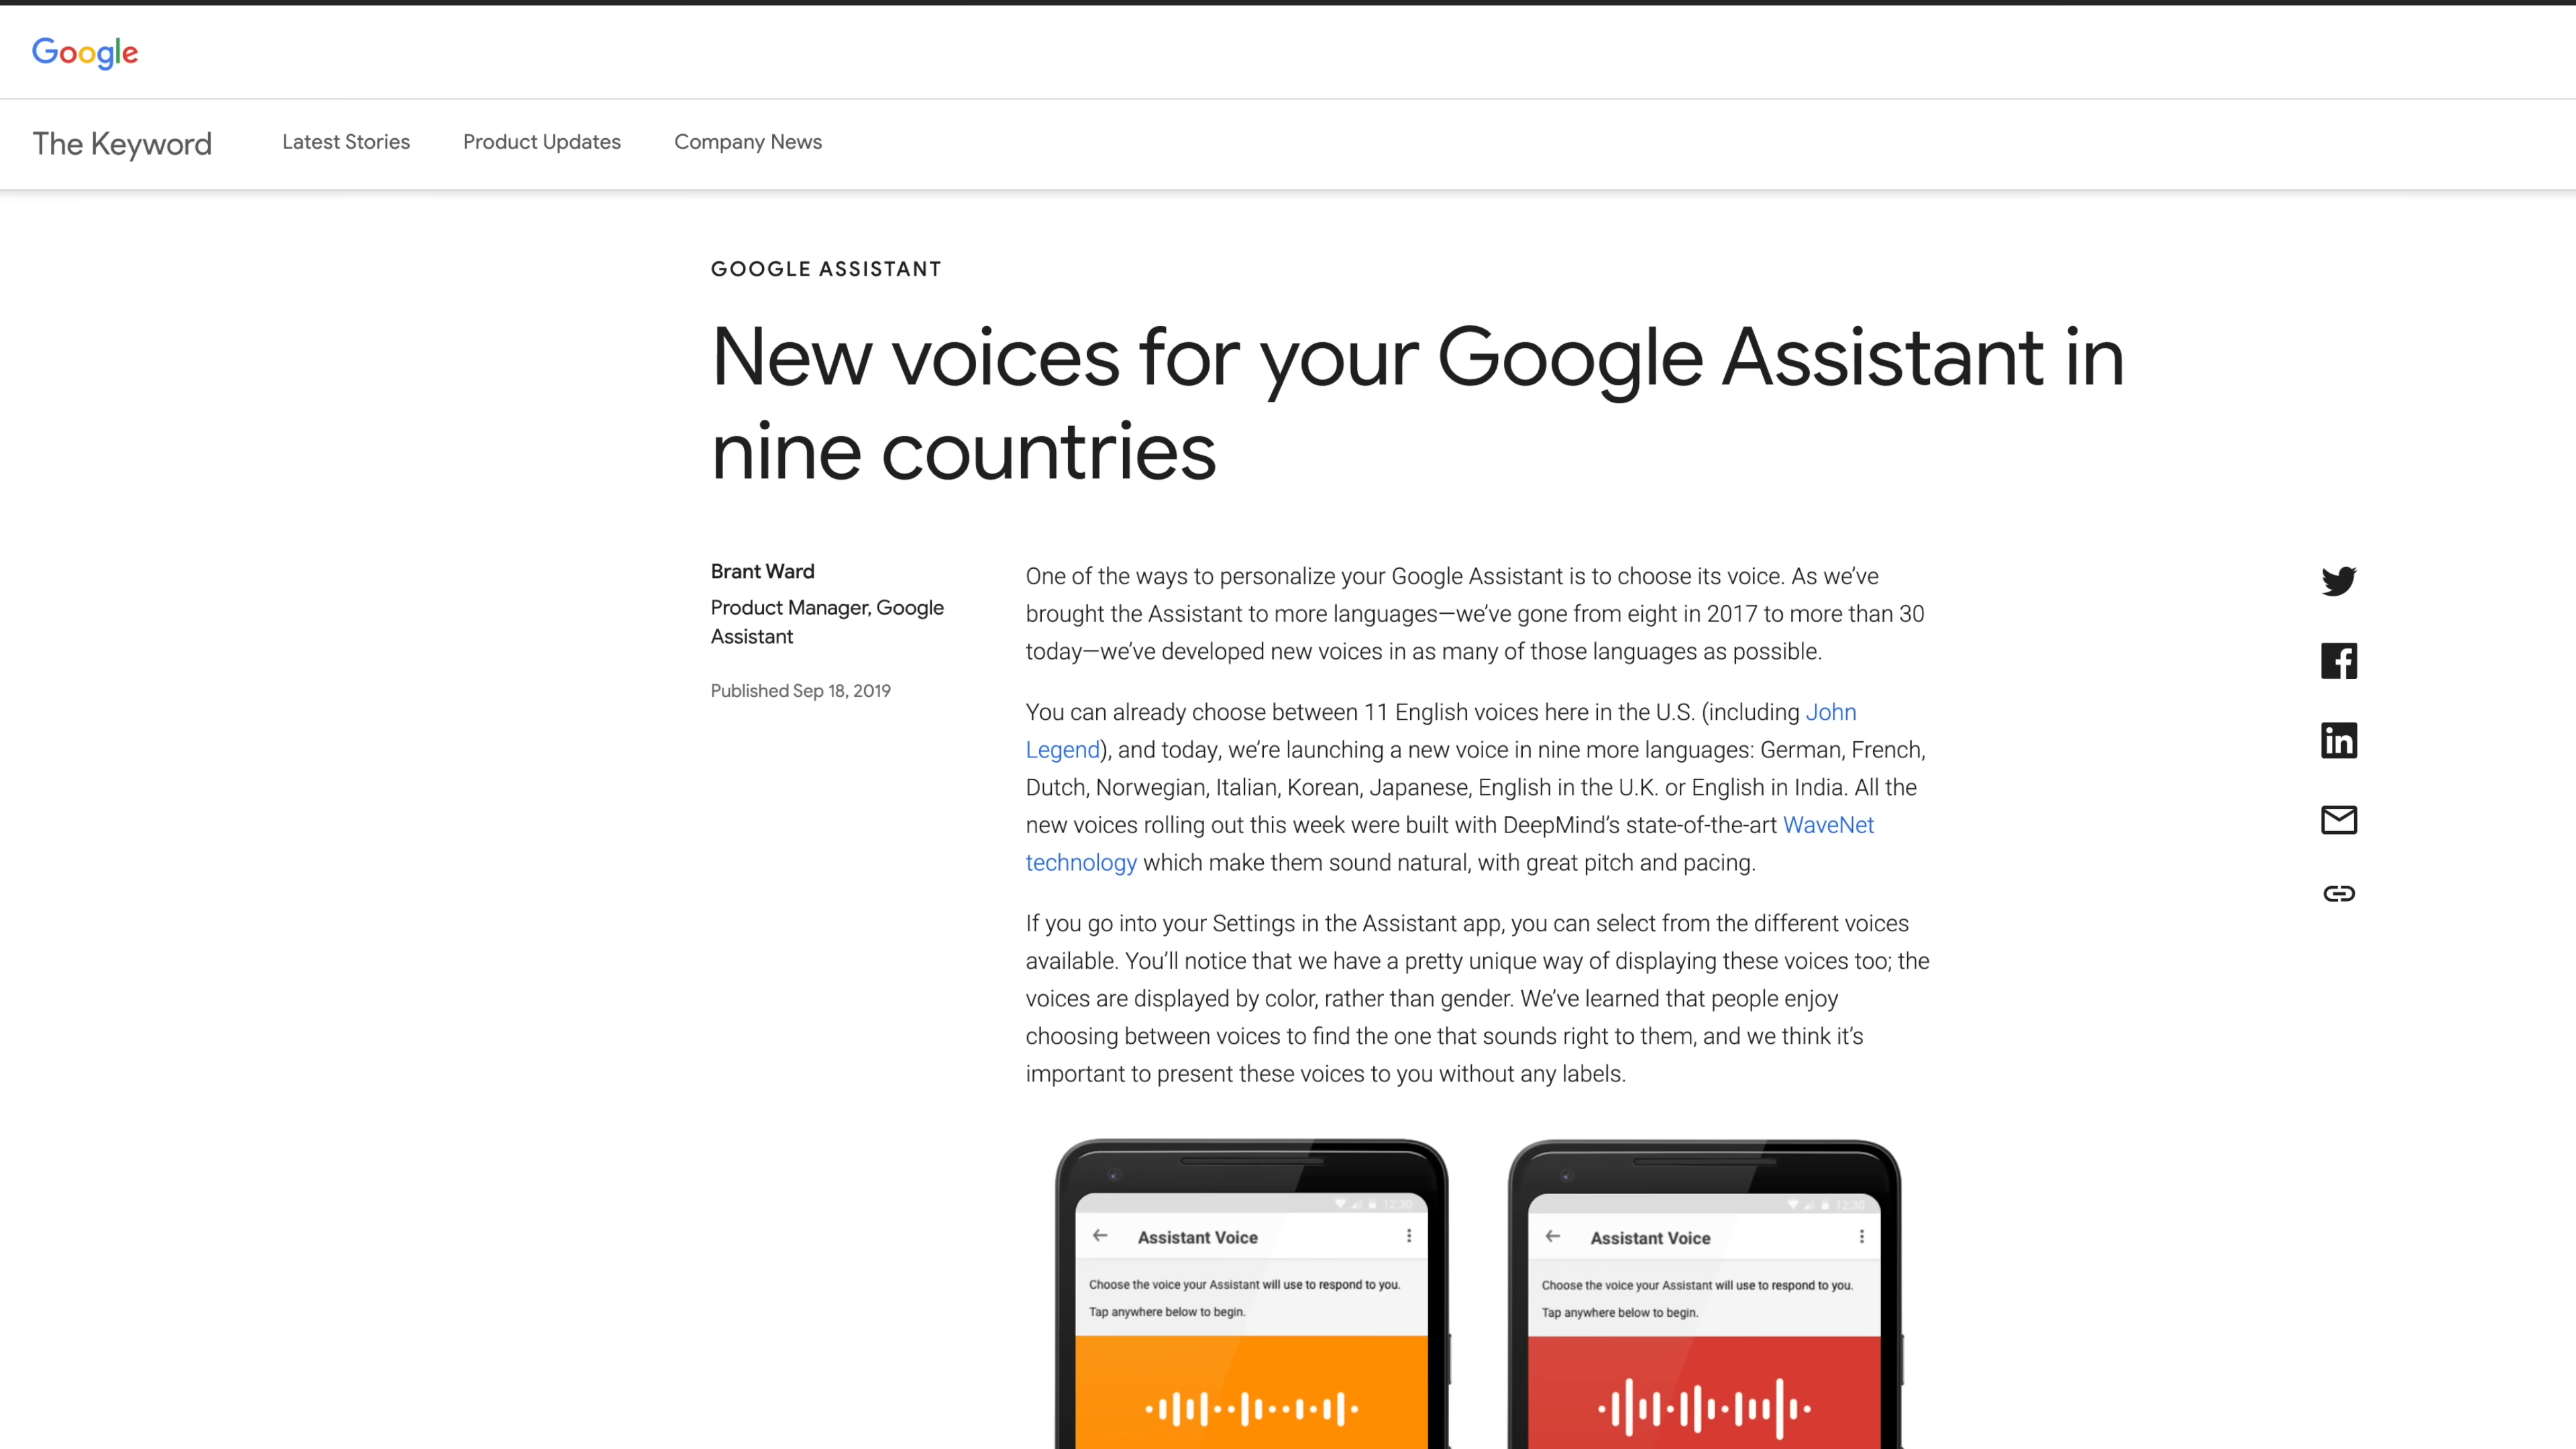 Google
The Keyword
Latest Stories
Product Updates
Company News
GOOGLE ASSISTANT
New voices for your Google Assistant in
nine countries
Brant Ward
Product Manager, Google
Assistant
Published Sep 18, 2019
One of the ways to personalize your Google Assistant is to choose its voice. As we’ve
brought the Assistant to more languages—we’ve gone from eight in 2017 to more than 30
today—we’ve developed new voices in as many of those languages as possible.
You can already choose between 11 English voices here in the U.S. (including John
Legend), and today, we’re launching a new voice in nine more languages: German, French,
Dutch, Norwegian, Italian, Korean, Japanese, English in the U.K. or English in India. All the
new voices rolling out this week were built with DeepMind’s state-of-the-art WaveNet
technology which make them sound natural, with great pitch and pacing.
If you go into your Settings in the Assistant app, you can select from the different voices
available. You’ll notice that we have a pretty unique way of displaying these voices too; the
voices are displayed by color, rather than gender. We’ve learned that people enjoy
choosing between voices to find the one that sounds right to them, and we think it’s
important to present these voices to you without any labels.
12:30
Assistant Voice
Choose the voice your Assistant will use to respond to you.
Tap anywhere below to begin.
12:30
Assistant Voice
Choose the voice your Assistant will use to respond to you.
Tap anywhere below to begin.